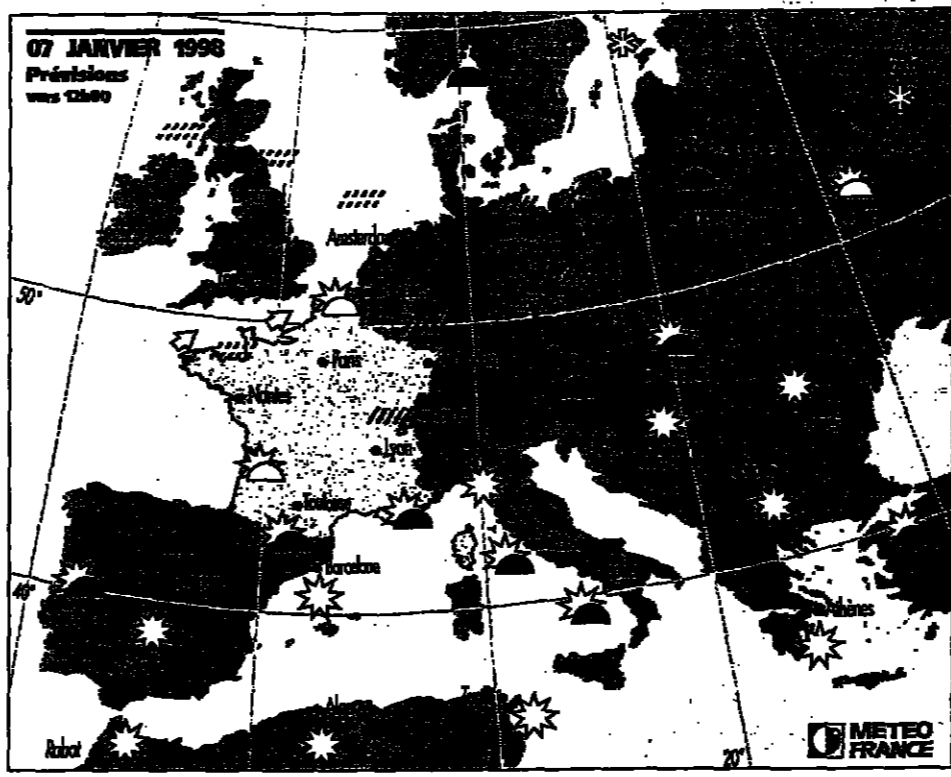 07 JANVIER 1998
Prévisions
vers 12h00
Amsterdam
50°
Paris
Nantes
Lyon
Toulouse
Barcelone
40°
Athènes
Alger
Rabat
20°
METEO
FRANCE